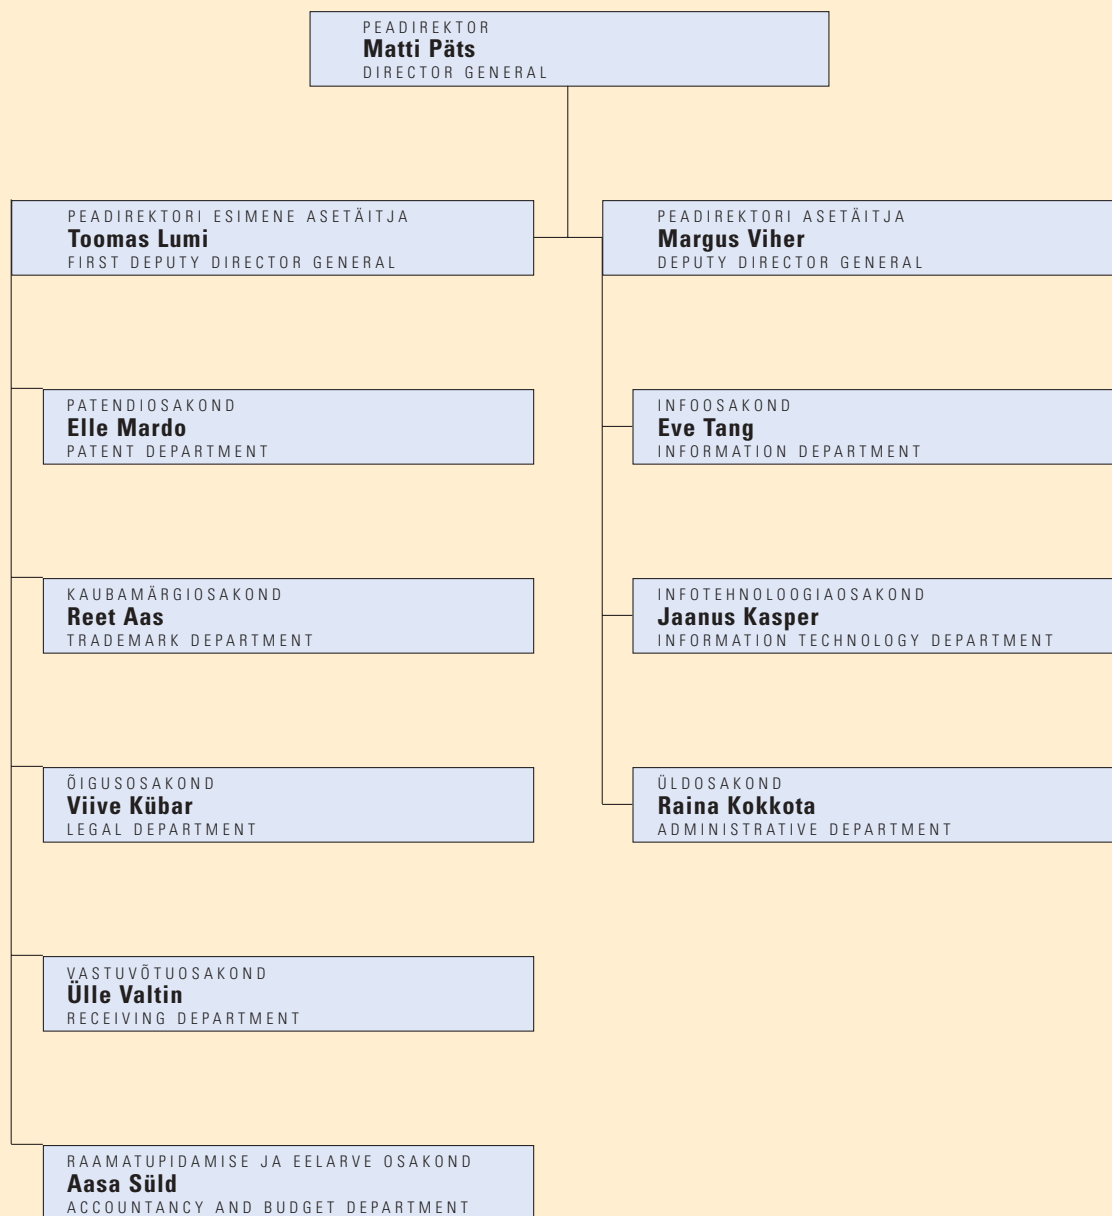 PEADIREKTOR
Matti Päts
DIRECTOR GENERAL
PEADIREKTORI ESIMENE ASETÄITJA
Toomas Lumi
FIRST DEPUTY DIRECTOR GENERAL
PEADIREKTORI ASETÄITJA
Margus Viher
DEPUTY DIRECTOR GENERAL
PATENDIOSAKOND
Elle Mardo
PATENT DEPARTMENT
INFOOSAKOND
Eve Tang
INFORMATION DEPARTMENT
KAUBAMÄRGIOSAKOND
Reet Aas
TRADEMARK DEPARTMENT
INFOTEHNOLOOGIAOSAKOND
Jaanus Kasper
INFORMATION TECHNOLOGY DEPARTMENT
ÕIGUSOSAKOND
Viive Kübar
LEGAL DEPARTMENT
ÜLDOSAKOND
Raina Kokkota
ADMINISTRATIVE DEPARTMENT
VASTUVÕTUOSAKOND
Ülle Valtin
RECEIVING DEPARTMENT
RAAMATUPIDAMISE JA EELARVE OSAKOND
Aasa Süld
ACCOUNTANCY AND BUDGET DEPARTMENT